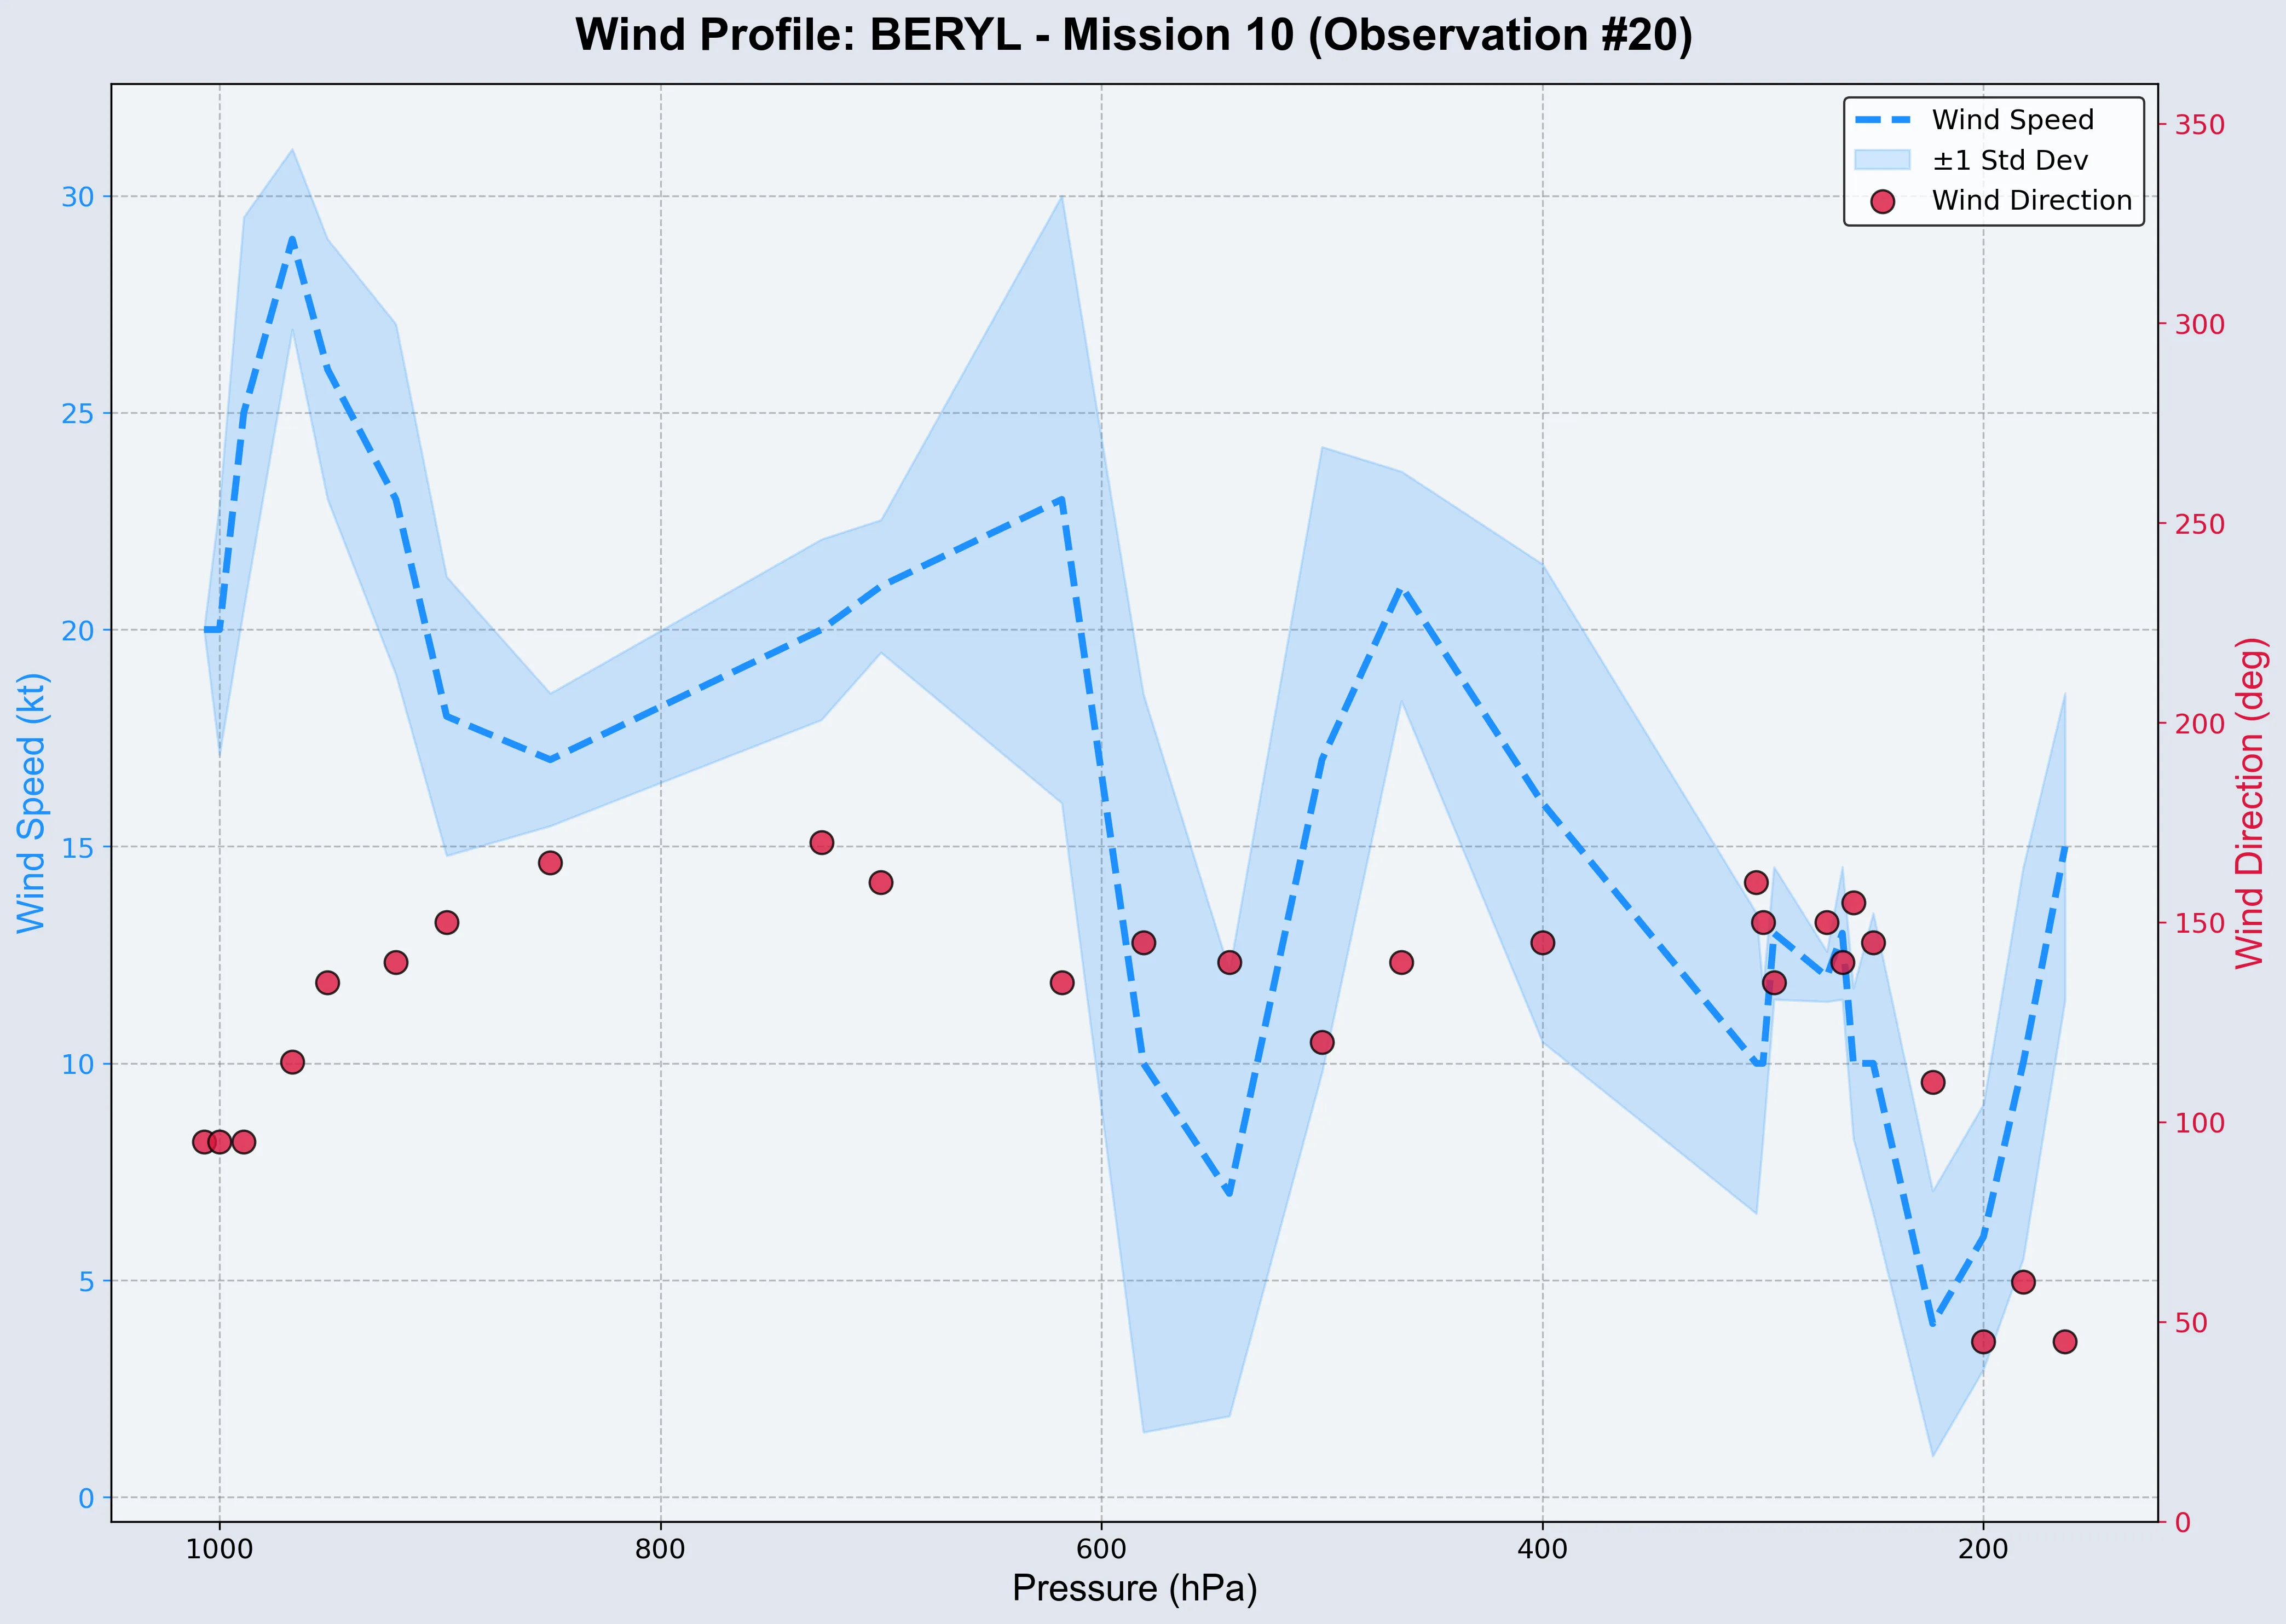 Wind Profile: BERYL - Mission 10 (Observation #20)
Wind Speed
±1 Std Dev
Wind Direction
Wind Speed (kt)
30
25
20
15
10
5
0
350
300
250
200
150
100
50
0
Wind Direction (deg)
1000
800
600
400
200
Pressure (hPa)